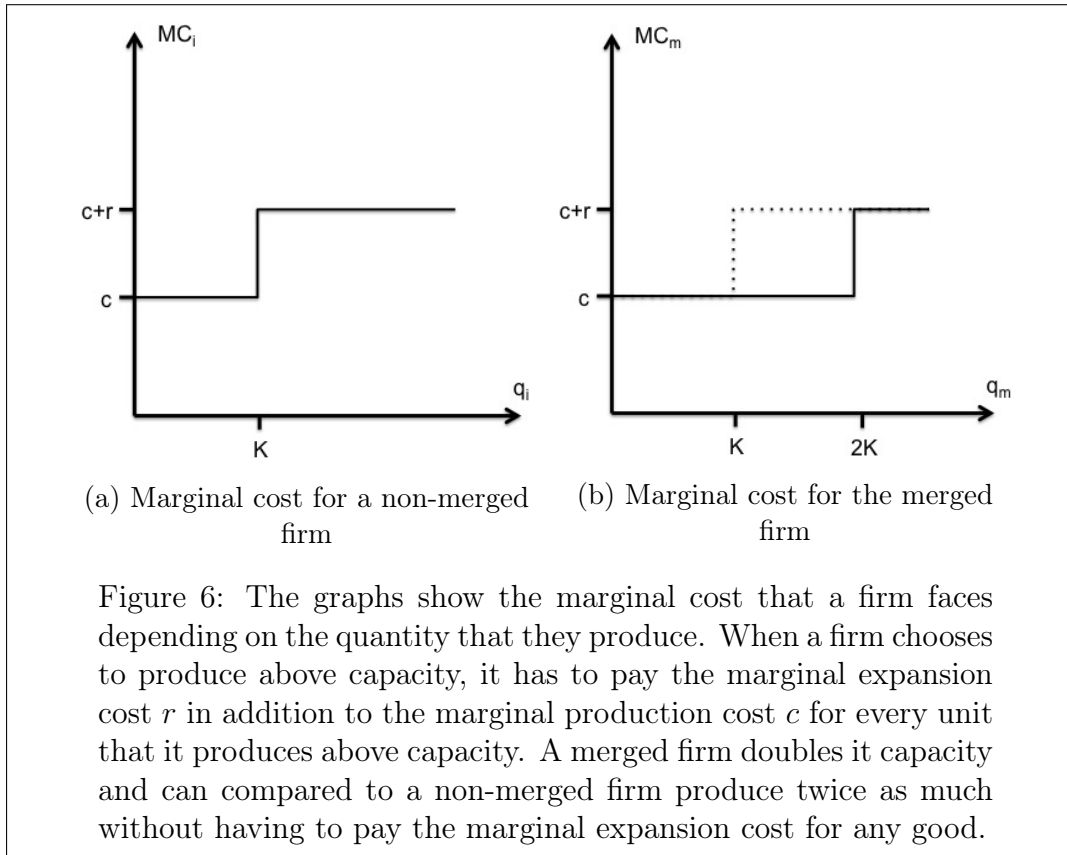 MCᵢ
c+r
c
qᵢ
K
MCₘ
c+r
c
qₘ
K
2K
(a) Marginal cost for a non-merged
firm
(b) Marginal cost for the merged
firm
Figure 6: The graphs show the marginal cost that a firm faces
depending on the quantity that they produce. When a firm chooses
to produce above capacity, it has to pay the marginal expansion
cost r in addition to the marginal production cost c for every unit
that it produces above capacity. A merged firm doubles it capacity
and can compared to a non-merged firm produce twice as much
without having to pay the marginal expansion cost for any good.